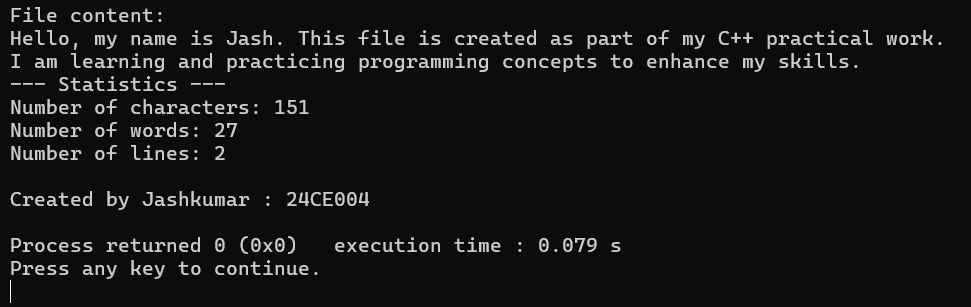 File content:
Hello, my name is Jash. This file is created as part of my C++ practical work.
I am learning and practicing programming concepts to enhance my skills.
--- Statistics ---
Number of characters: 151
Number of words: 27
Number of lines: 2
Created by Jashkumar : 24CE004
Process returned 0 (0x0)   execution time : 0.079 s
Press any key to continue.